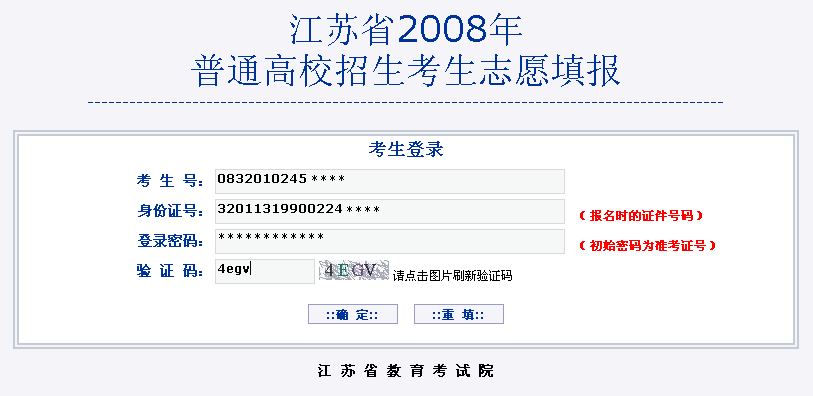 江苏省2008年
普通高校招生考生志愿填报
考生登录
考 生 号： 0832010245 ****
身份证号： 32011319900224 **** （ 报名时的证件号码 ）
登录密码： ************ （ 初始密码为准考证号 ）
验 证 码： 4egv 4EGV 请点击图片刷新验证码
::确 定:: ::重 填::
江 苏 省 教 育 考 试 院